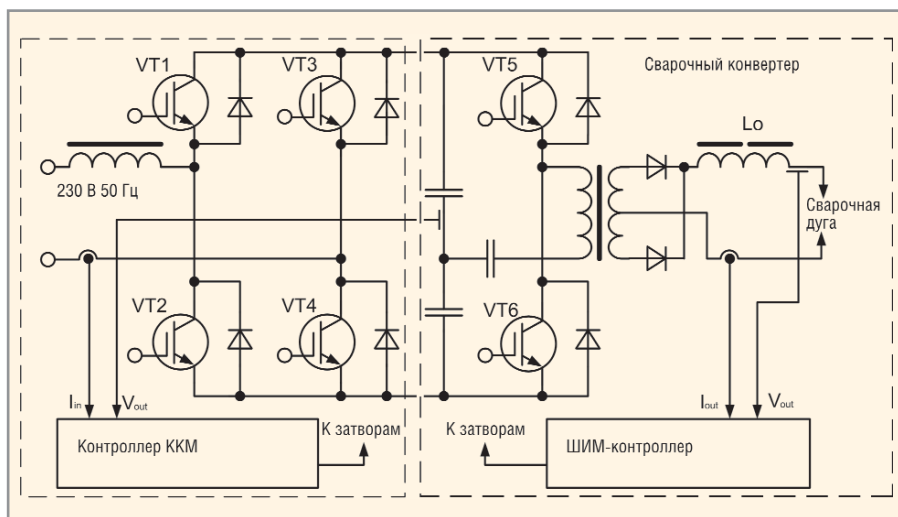 VT1
VT3
VT5
Сварочный конвертер
Lo
230 В 50 Гц
Сварочная
дуга
VT2
VT4
VT6
Iin
Vout
Iout
Vout
К затворам
К затворам
Контроллер ККМ
ШИМ-контроллер